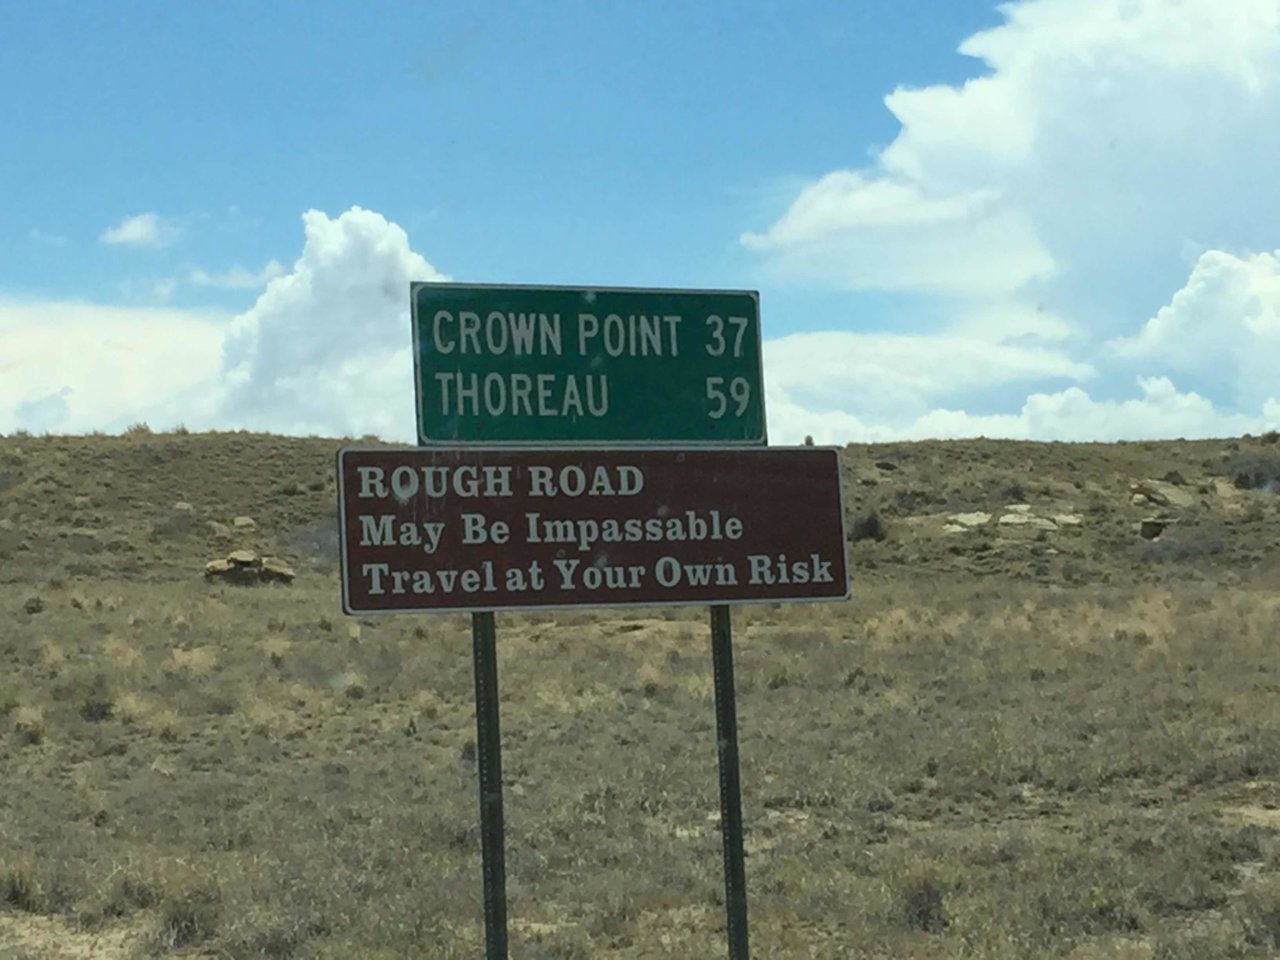 CROWN POINT 37
THOREAU 59
ROUGH ROAD
May Be Impassable
Travel at Your Own Risk